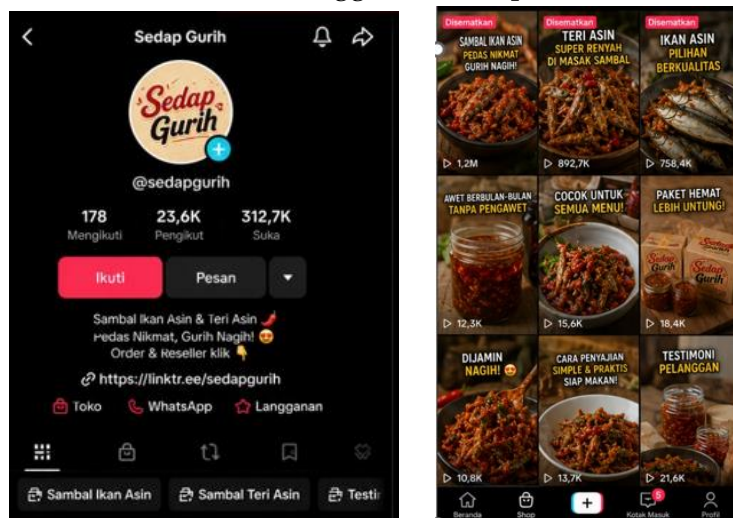 Sedap Gurih
Sedap
Gurih
@sedapgurih
178 23,6K 312,7K
Mengikuti Pengikut Suka
Ikuti Pesan
Sambal Ikan Asin & Teri Asin 🌶️
Pedas Nikmat, Gurih Nagih! 🤩
Order & Reseller klik 👇
https://linktr.ee/sedapgurih
Toko WhatsApp Langganan
Sambal Ikan Asin Sambal Teri Asin Testi
Disematkan
SAMBAL IKAN ASIN
PEDAS NIKMAT
GURIH NAGIH!
1,2M
Disematkan
TERI ASIN
SUPER RENYAH
DI MASAK SAMBAL
892,7K
Disematkan
IKAN ASIN
PILIHAN
BERKUALITAS
758,4K
AWET BERBULAN-BULAN
TANPA PENGAWET
12,3K
COCOK UNTUK
SEMUA MENU!
15,6K
PAKET HEMAT
LEBIH UNTUNG!
Sedap
Gurih
Sedap
Gurih
18,4K
DIJAMIN
NAGIH! 😍
10,8K
CARA PENYAJIAN
SIMPLE & PRAKTIS
SIAP MAKAN!
13,7K
TESTIMONI
PELANGGAN
21,6K
Beranda Shop Kotak Masuk 5 Profil